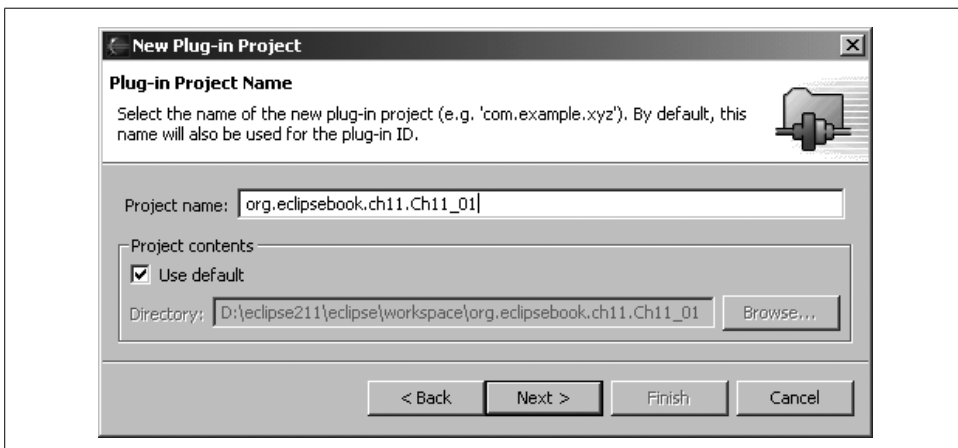 New Plug-in Project
Plug-in Project Name
Select the name of the new plug-in project (e.g. 'com.example.xyz'). By default, this
name will also be used for the plug-in ID.
Project name: org.eclipsebook.ch11.Ch11_01
Project contents
Use default
Directory: D:\eclipse211\eclipse\workspace\org.eclipsebook.ch11.Ch11_01 Browse...
< Back Next > Finish Cancel